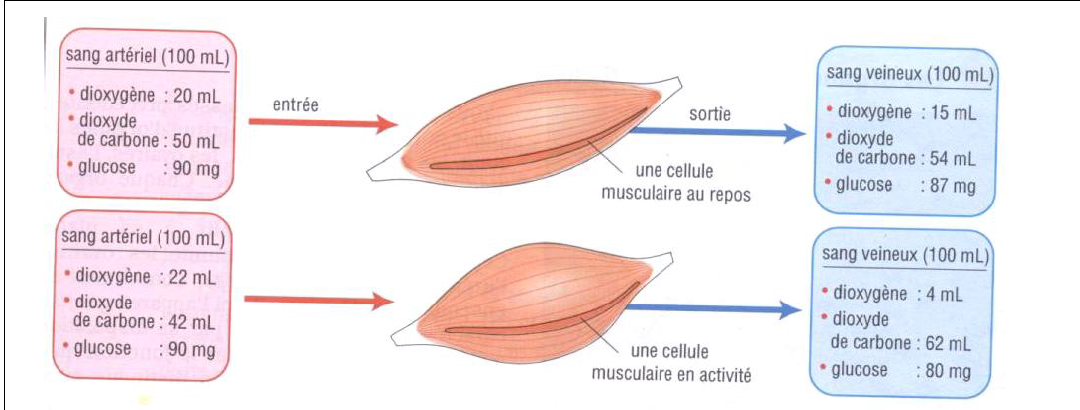 sang artériel (100 mL)
• dioxygène : 20 mL
• dioxyde
de carbone : 50 mL
• glucose : 90 mg
entrée
sortie
une cellule
musculaire au repos
sang veineux (100 mL)
• dioxygène : 15 mL
• dioxyde
de carbone : 54 mL
• glucose : 87 mg
sang artériel (100 mL)
• dioxygène : 22 mL
• dioxyde
de carbone : 42 mL
• glucose : 90 mg
une cellule
musculaire en activité
sang veineux (100 mL)
• dioxygène : 4 mL
• dioxyde
de carbone : 62 mL
• glucose : 80 mg